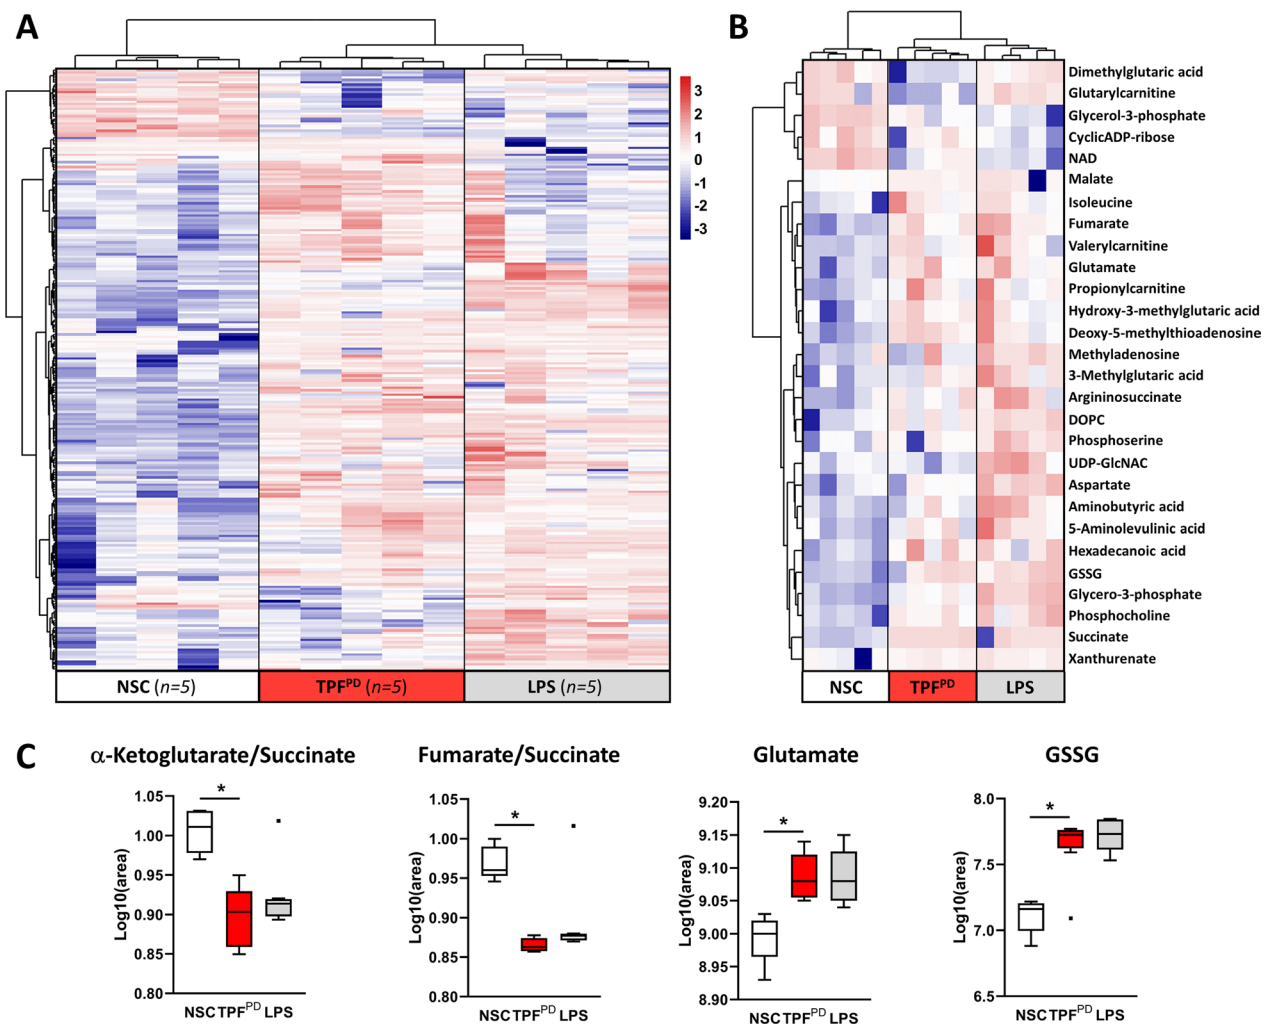 A
B
3
2
1
0
-1
-2
-3
Dimethylglutaric acid
Glutarylcarnitine
Glycerol-3-phosphate
CyclicADP-ribose
NAD
Malate
Isoleucine
Fumarate
Valerylcarnitine
Glutamate
Propionylcarnitine
Hydroxy-3-methylglutaric acid
Deoxy-5-methylthioadenosine
Methyladenosine
3-Methylglutaric acid
Argininosuccinate
DOPC
Phosphoserine
UDP-GlcNAC
Aspartate
Aminobutyric acid
5-Aminolevulinic acid
Hexadecanoic acid
GSSG
Glycero-3-phosphate
Phosphocholine
Succinate
Xanthurenate
NSC (n=5) TPFPD (n=5) LPS (n=5)
NSC TPFPD LPS
C
α-Ketoglutarate/Succinate
Log10(area)
1.05
1.00
0.95
0.90
0.85
0.80
*
NSC TPFPD LPS
Fumarate/Succinate
Log10(area)
1.05
1.00
0.95
0.90
0.85
0.80
*
NSC TPFPD LPS
Glutamate
Log10(area)
9.20
9.15
9.10
9.05
9.00
8.95
8.90
*
NSC TPFPD LPS
GSSG
Log10(area)
8.0
7.5
7.0
6.5
*
NSC TPFPD LPS